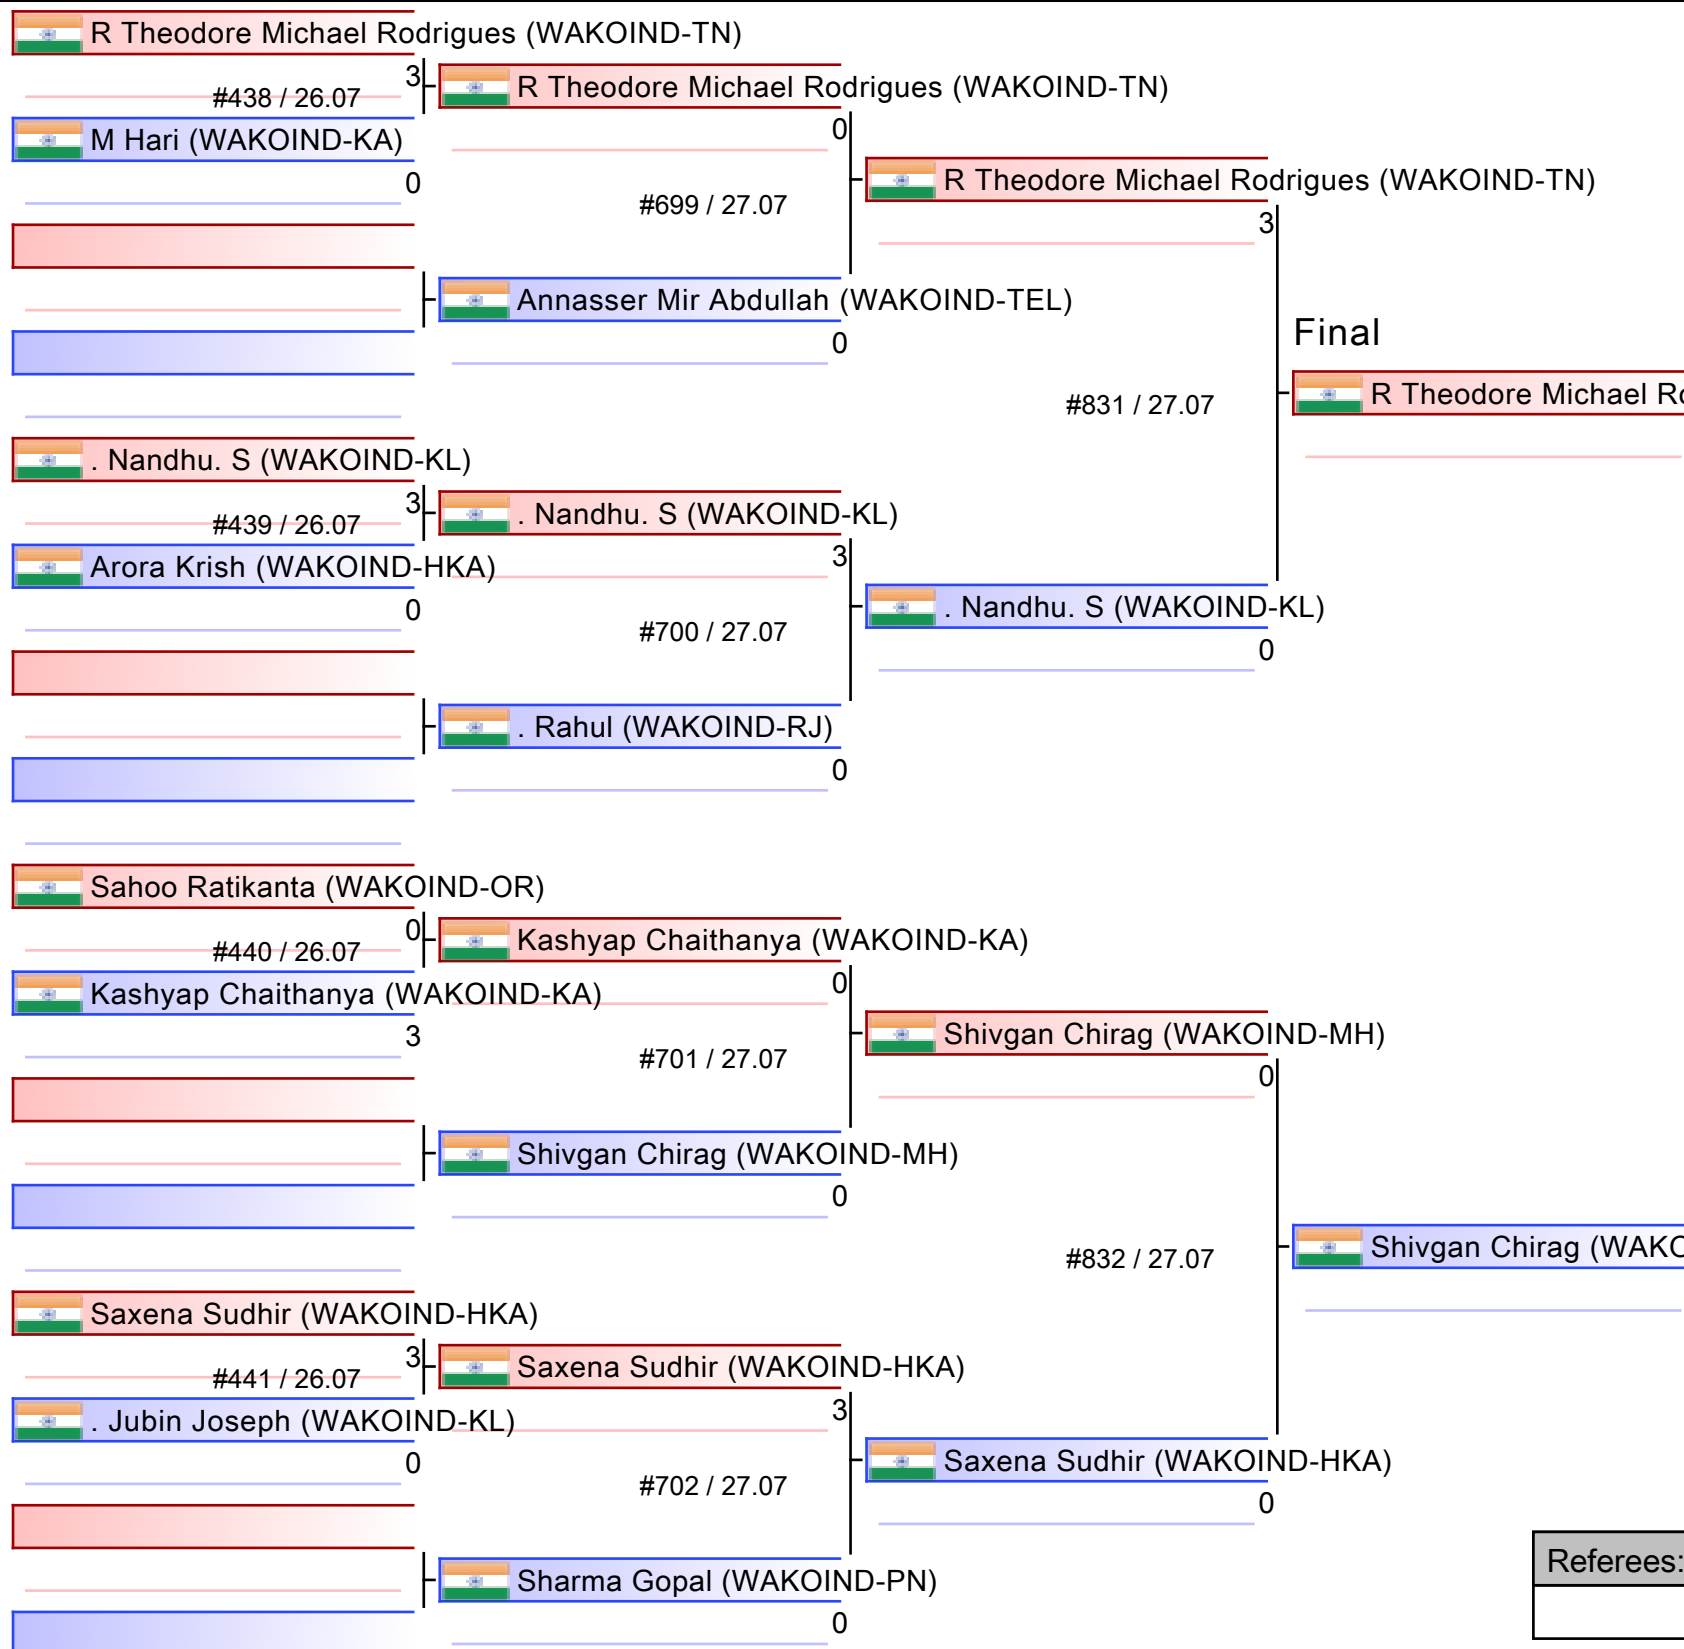 R Theodore Michael Rodrigues (WAKOIND-TN)
3
#438 / 26.07
M Hari (WAKOIND-KA)
0
. Nandhu. S (WAKOIND-KL)
3
#439 / 26.07
Arora Krish (WAKOIND-HKA)
0
Sahoo Ratikanta (WAKOIND-OR)
0
#440 / 26.07
Kashyap Chaithanya (WAKOIND-KA)
3
Saxena Sudhir (WAKOIND-HKA)
3
#441 / 26.07
. Jubin Joseph (WAKOIND-KL)
0
R Theodore Michael Rodrigues (WAKOIND-TN)
0
#699 / 27.07
Annasser Mir Abdullah (WAKOIND-TEL)
0
. Nandhu. S (WAKOIND-KL)
3
#700 / 27.07
. Rahul (WAKOIND-RJ)
0
Kashyap Chaithanya (WAKOIND-KA)
0
#701 / 27.07
Shivgan Chirag (WAKOIND-MH)
0
Saxena Sudhir (WAKOIND-HKA)
3
#702 / 27.07
Sharma Gopal (WAKOIND-PN)
0
R Theodore Michael Rodrigues (WAKOIND-TN)
3
#831 / 27.07
. Nandhu. S (WAKOIND-KL)
0
Shivgan Chirag (WAKOIND-MH)
0
#832 / 27.07
Saxena Sudhir (WAKOIND-HKA)
0
Final
R Theodore Michael
Shivgan Chirag
Referees: